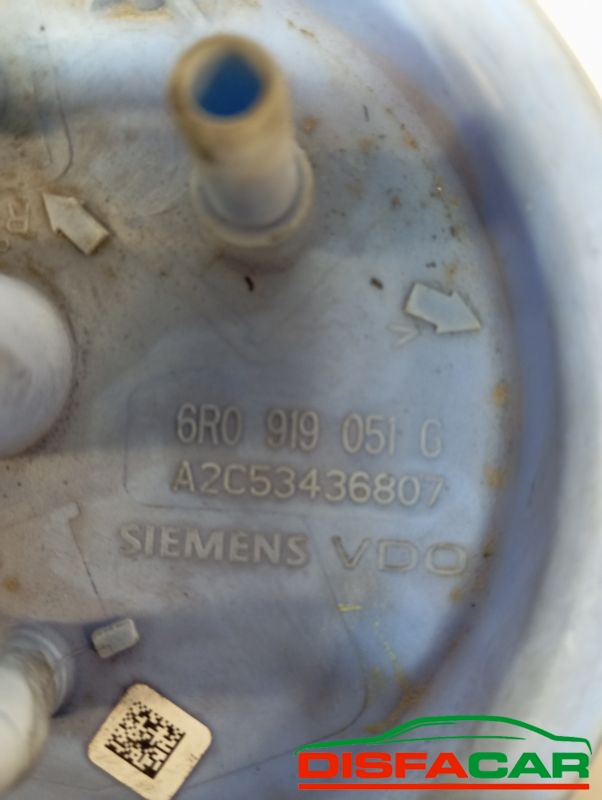 R
6R0 919 051 G
A2C53436807
SIEMENS VDO
DISFACAR